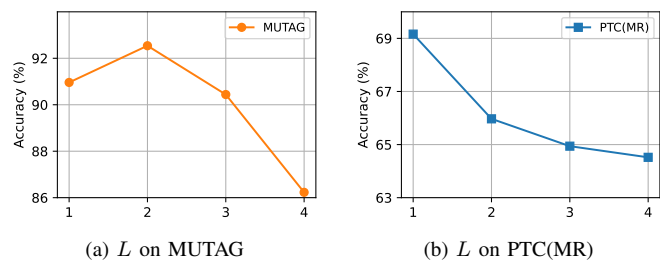 MUTAG
Accuracy (%)
92
90
88
86
1 2 3 4
(a) L on MUTAG
PTC(MR)
Accuracy (%)
69
67
65
63
1 2 3 4
(b) L on PTC(MR)